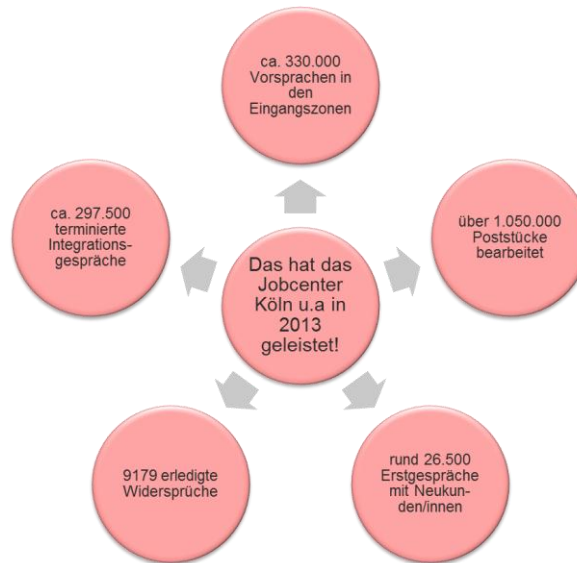 ca. 330.000
Vorsprachen in
den
Eingangszonen
ca. 297.500
terminierte
Integrations-
gespräche
über 1.050.000
Poststücke
bearbeitet
Das hat das
Jobcenter
Köln u.a in
2013
geleistet!
9179 erledigte
Widersprüche
rund 26.500
Erstgespräche
mit Neukun-
den/innen